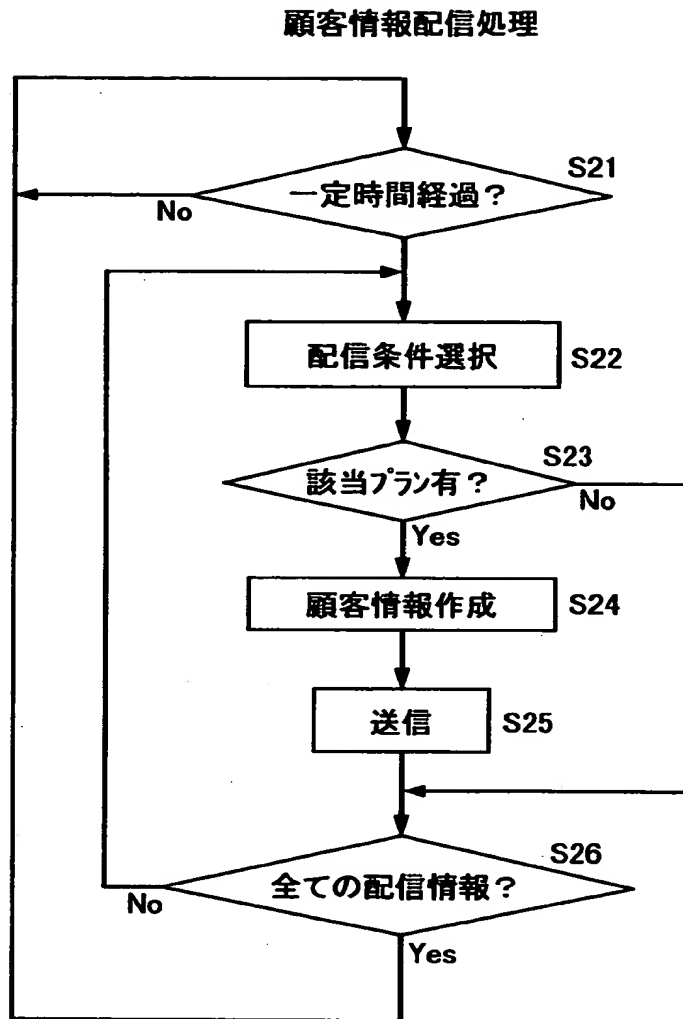 顧客情報配信処理
S21
一定時間経過？
No
配信条件選択
S22
S23
該当プラン有？
No
Yes
顧客情報作成
S24
送信
S25
S26
全ての配信情報？
No
Yes